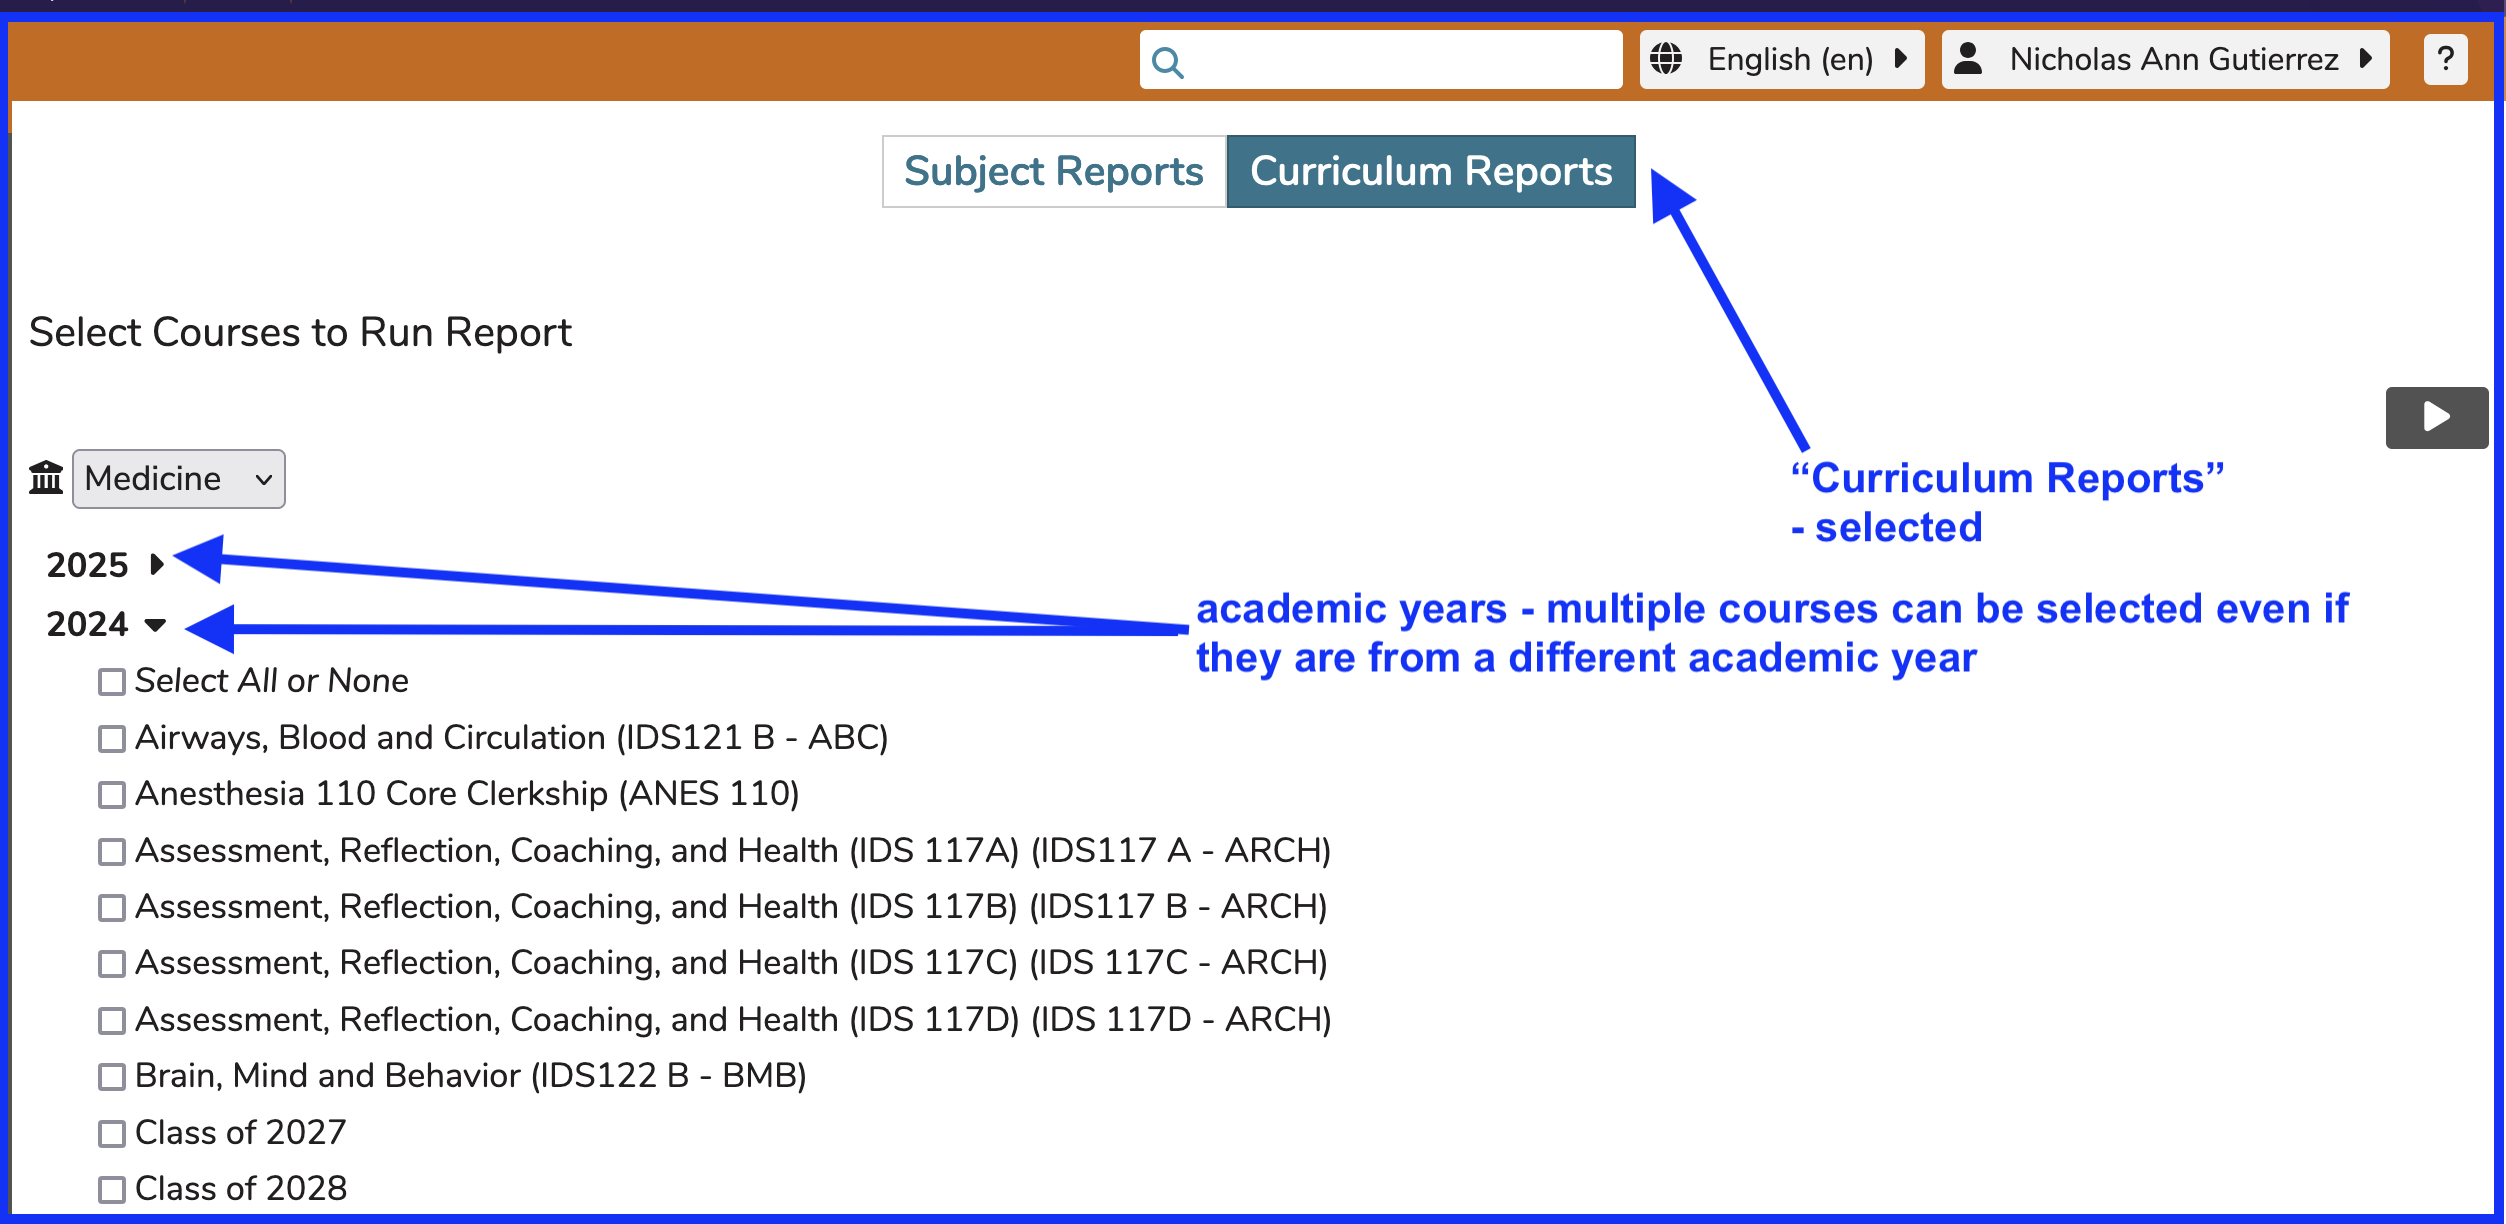 English (en)
Nicholas Ann Gutierrez
?
Subject Reports
Curriculum Reports
Select Courses to Run Report
Medicine
“Curriculum Reports”
- selected
2025
academic years - multiple courses can be selected even if
they are from a different academic year
2024
Select All or None
Airways, Blood and Circulation (IDS121 B - ABC)
Anesthesia 110 Core Clerkship (ANES 110)
Assessment, Reflection, Coaching, and Health (IDS 117A) (IDS117 A - ARCH)
Assessment, Reflection, Coaching, and Health (IDS 117B) (IDS117 B - ARCH)
Assessment, Reflection, Coaching, and Health (IDS 117C) (IDS 117C - ARCH)
Assessment, Reflection, Coaching, and Health (IDS 117D) (IDS 117D - ARCH)
Brain, Mind and Behavior (IDS122 B - BMB)
Class of 2027
Class of 2028